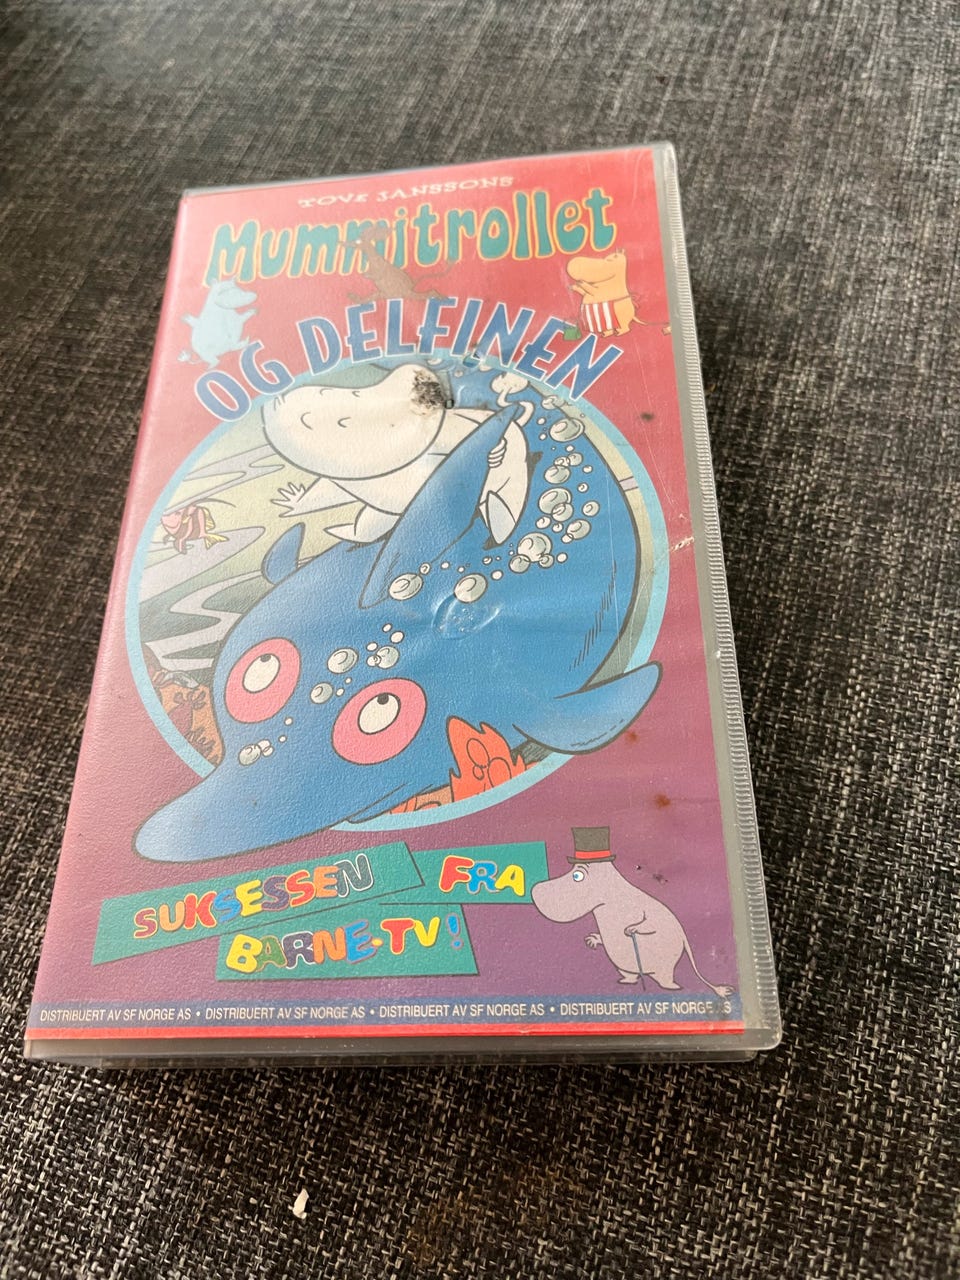 TOVE JANSSONS
Mummitrollet
OG DELFINEN
SUKSESSEN FRA
BARNE-TV!
DISTRIBUERT AV SF NORGE AS • DISTRIBUERT AV SF NORGE AS • DISTRIBUERT AV SF NORGE AS • DISTRIBUERT AV SF NORGE AS